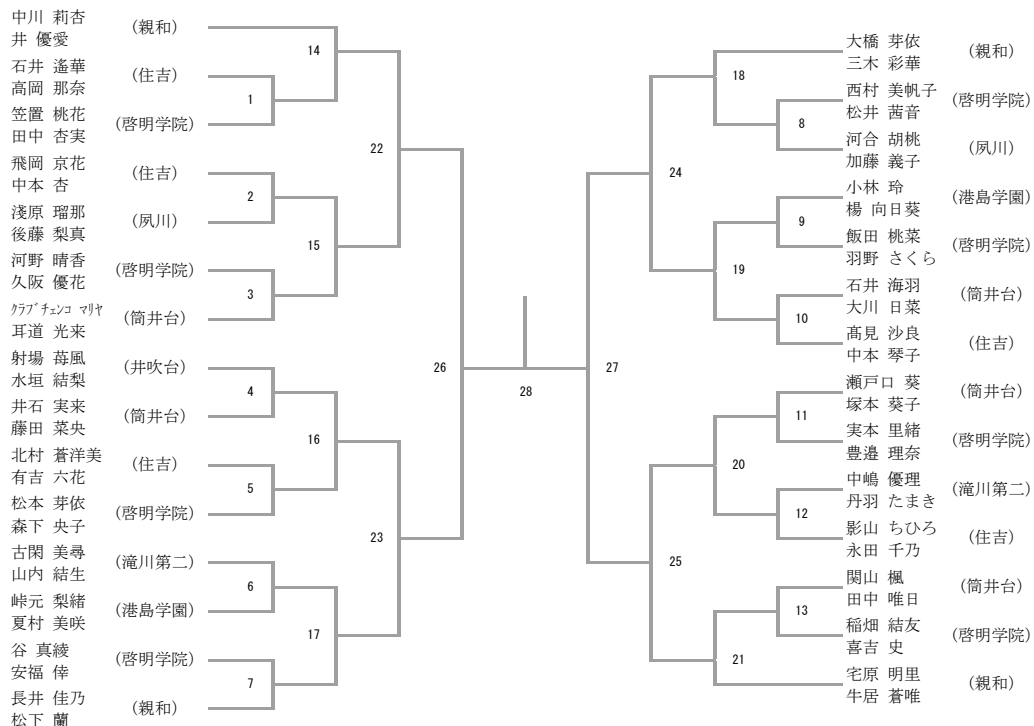 中川 莉杏
井 優愛
(親和)
石井 遙華
高岡 那奈
(住吉)
笠置 桃花
田中 杏実
(啓明学院)
飛岡 京花
中本 杏
(住吉)
淺原 瑠那
後藤 梨真
(夙川)
河野 晴香
久阪 優花
(啓明学院)
クラブチェンコ マリヤ
耳道 光来
(筒井台)
射場 苺風
水垣 結梨
(井吹台)
井石 実来
藤田 菜央
(筒井台)
北村 蒼洋美
有吉 六花
(住吉)
松本 芽依
森下 央子
(啓明学院)
古閑 美尋
山内 結生
(滝川第二)
峠元 梨緒
夏村 美咲
(港島学園)
谷 真綾
安福 倖
(啓明学院)
長井 佳乃
松下 蘭
(親和)
14
1
22
2
15
3
26
4
16
5
23
6
17
7
28
27
18
8
24
9
19
10
11
20
12
25
13
21
大橋 芽依
三木 彩華
(親和)
西村 美帆子
松井 茜音
(啓明学院)
河合 胡桃
加藤 義子
(夙川)
小林 玲
楊 向日葵
(港島学園)
飯田 桃菜
羽野 さくら
(啓明学院)
石井 海羽
大川 日菜
(筒井台)
髙見 沙良
中本 琴子
(住吉)
瀬戸口 葵
塚本 葵子
(筒井台)
実本 里緒
豊邉 理奈
(啓明学院)
中嶋 優理
丹羽 たまき
(滝川第二)
影山 ちひろ
永田 千乃
(住吉)
関山 楓
田中 唯日
(筒井台)
稲畑 結友
喜吉 史
(啓明学院)
宅原 明里
牛居 蒼唯
(親和)